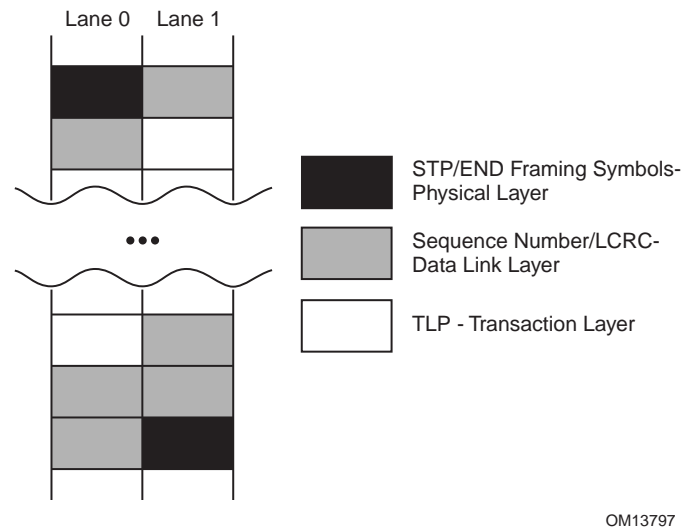 Lane 0 Lane 1
STP/END Framing Symbols-
Physical Layer
Sequence Number/LCRC-
Data Link Layer
•••
TLP - Transaction Layer
OM13797